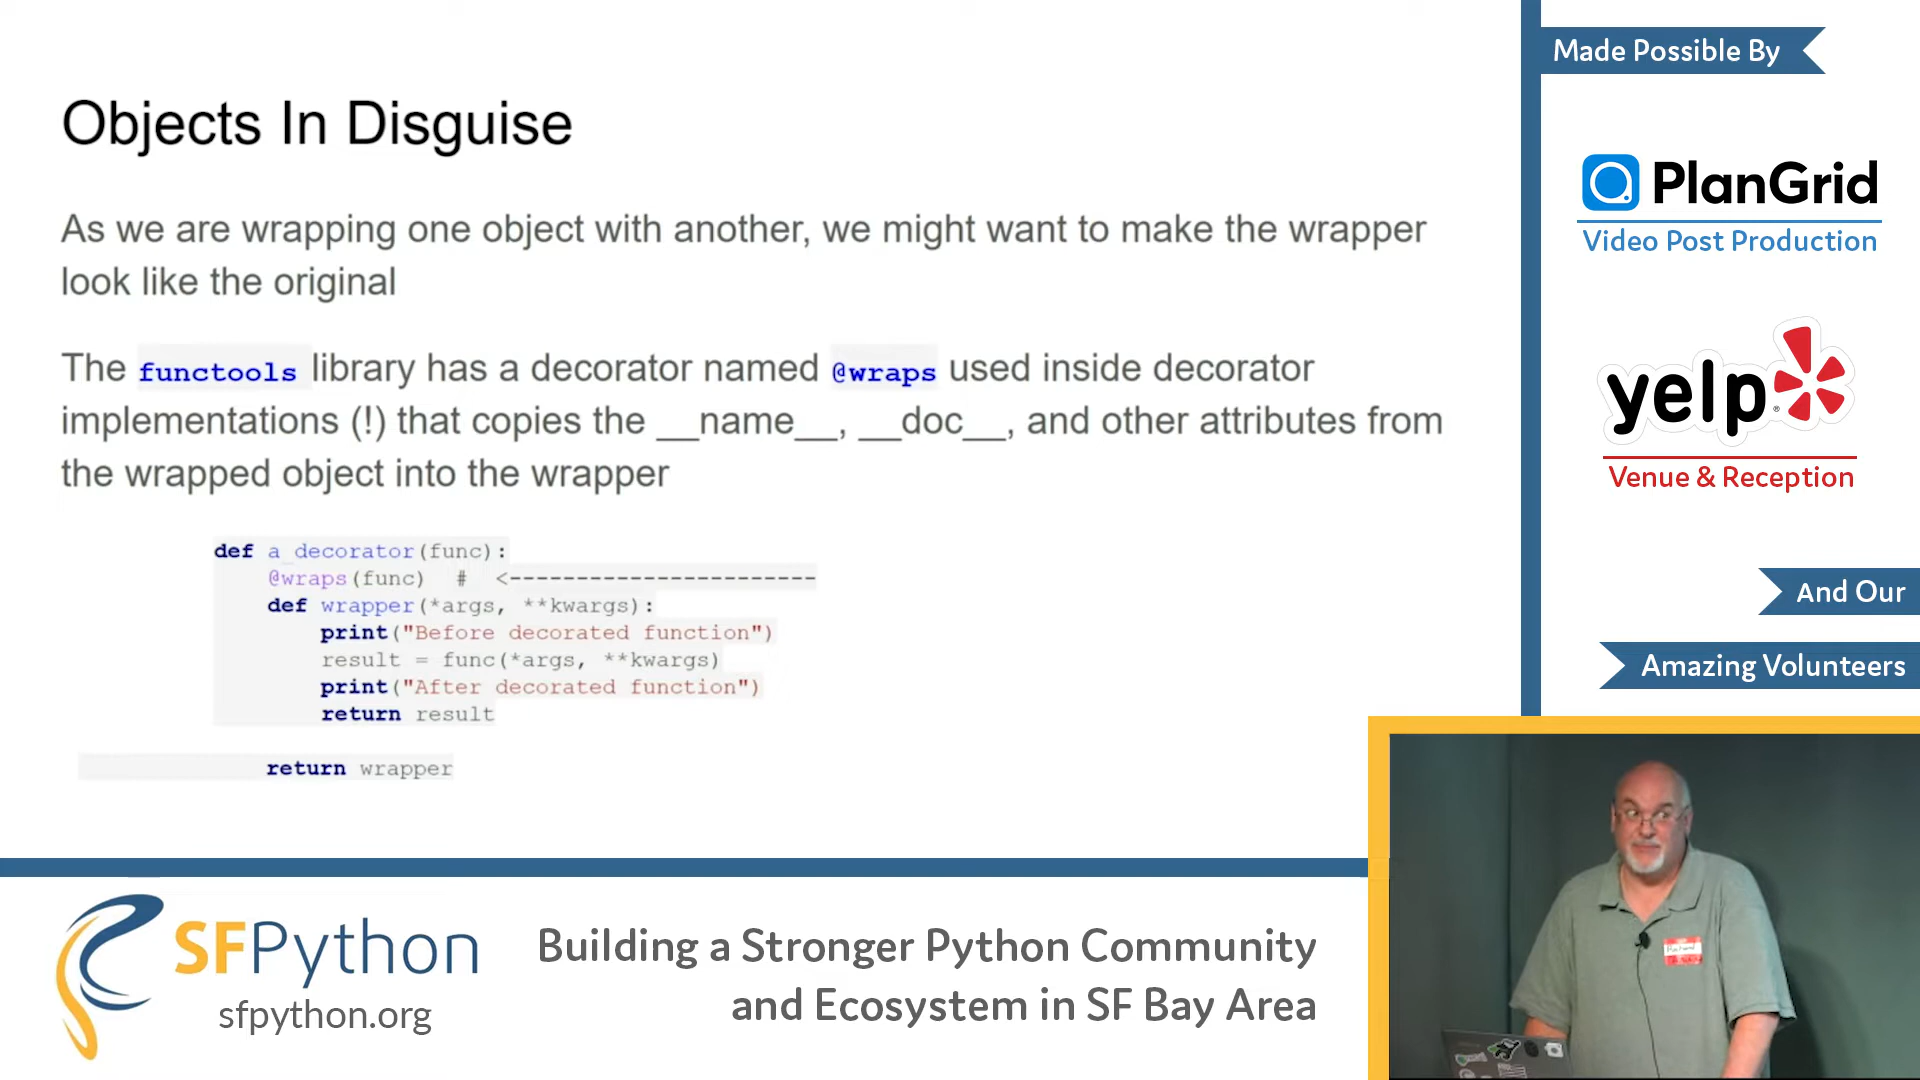 Objects In Disguise
As we are wrapping one object with another, we might want to make the wrapper
look like the original
The functools library has a decorator named @wraps used inside decorator
implementations (!) that copies the __name__, __doc__, and other attributes from
the wrapped object into the wrapper
def a_decorator(func):
@wraps(func)  #  <-----------------------
def wrapper(*args, **kwargs):
print("Before decorated function")
result = func(*args, **kwargs)
print("After decorated function")
return result
return wrapper
Made Possible By
PlanGrid
Video Post Production
yelp
Venue & Reception
And Our
Amazing Volunteers
SFPython
sfpython.org
Building a Stronger Python Community
and Ecosystem in SF Bay Area